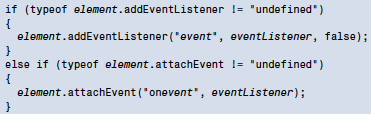 if (typeof element.addEventListener != "undefined")
{
  element.addEventListener("event", eventListener, false);
}
else if (typeof element.attachEvent != "undefined")
{
  element.attachEvent("onevent", eventListener);
}